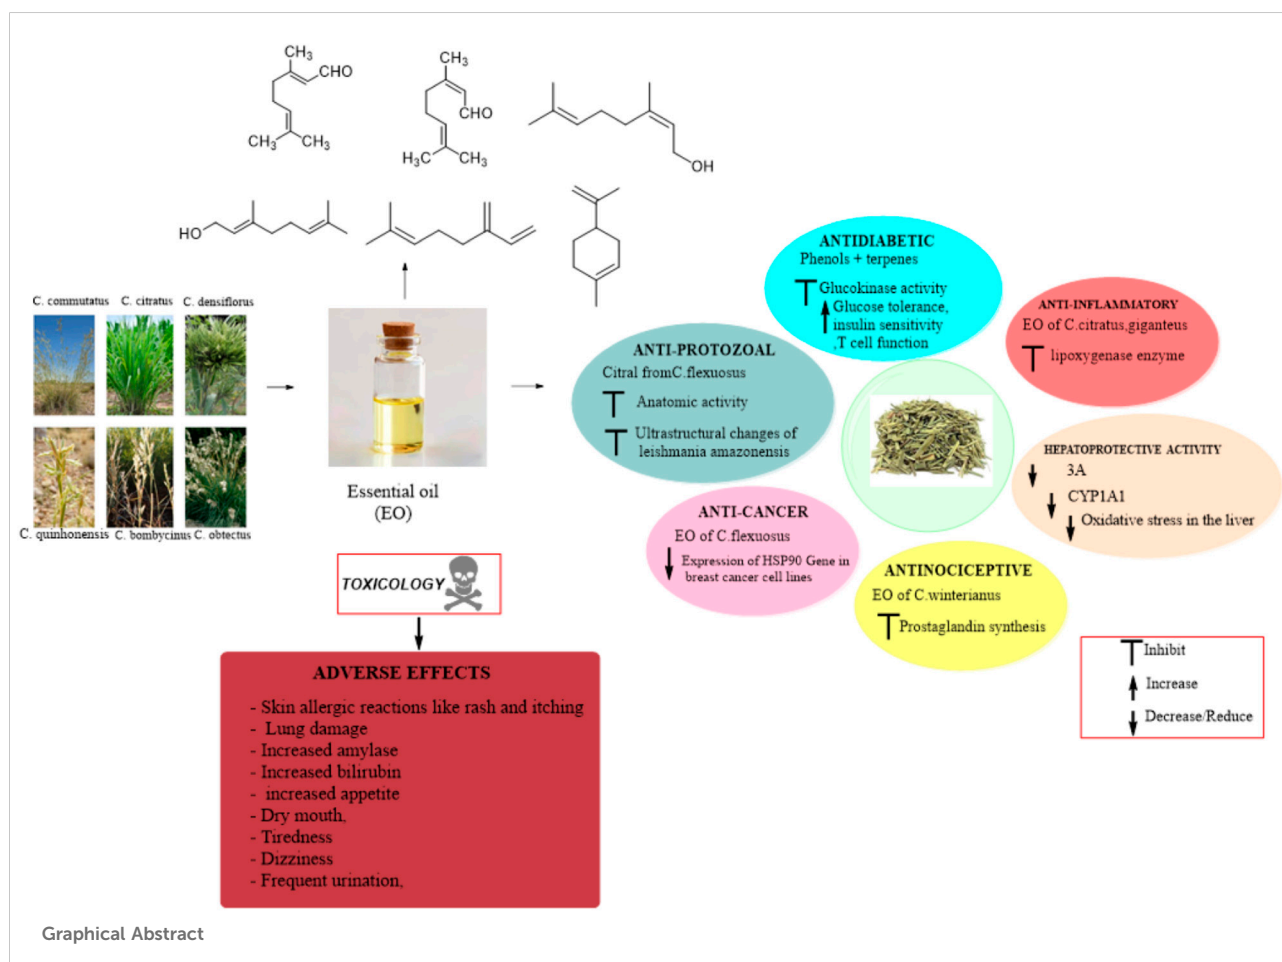 CH₃
CHO
CH₃
CH₃
CH₃
CHO
H₃C
CH₃
OH
HO
C. commutatus
C. citratus
C. densiflorus
C. quinhonensis
C. bombycinus
C. obtectus
Essential oil
(EO)
ANTIDIABETIC
Phenols + terpenes
Glucokinase activity
Glucose tolerance,
insulin sensitivity
,T cell function
ANTI-INFLAMMATORY
EO of C.citratus,giganteus
lipoxygenase enzyme
ANTI-PROTOZOAL
Citral fromC.flexuosus
Anatomic activity
Ultrastructural changes of
leishmania amazonensis
HEPATOPROTECTIVE ACTIVITY
3A
CYP1A1
Oxidative stress in the liver
ANTI-CANCER
EO of C.flexuosus
Expression of HSP90 Gene in
breast cancer cell lines
ANTINOCICEPTIVE
EO of C.winterianus
Prostaglandin synthesis
Inhibit
Increase
Decrease/Reduce
TOXICOLOGY
ADVERSE EFFECTS
- Skin allergic reactions like rash and itching
- Lung damage
- Increased amylase
- Increased bilirubin
- increased appetite
- Dry mouth,
- Tiredness
- Dizziness
- Frequent urination,
Graphical Abstract